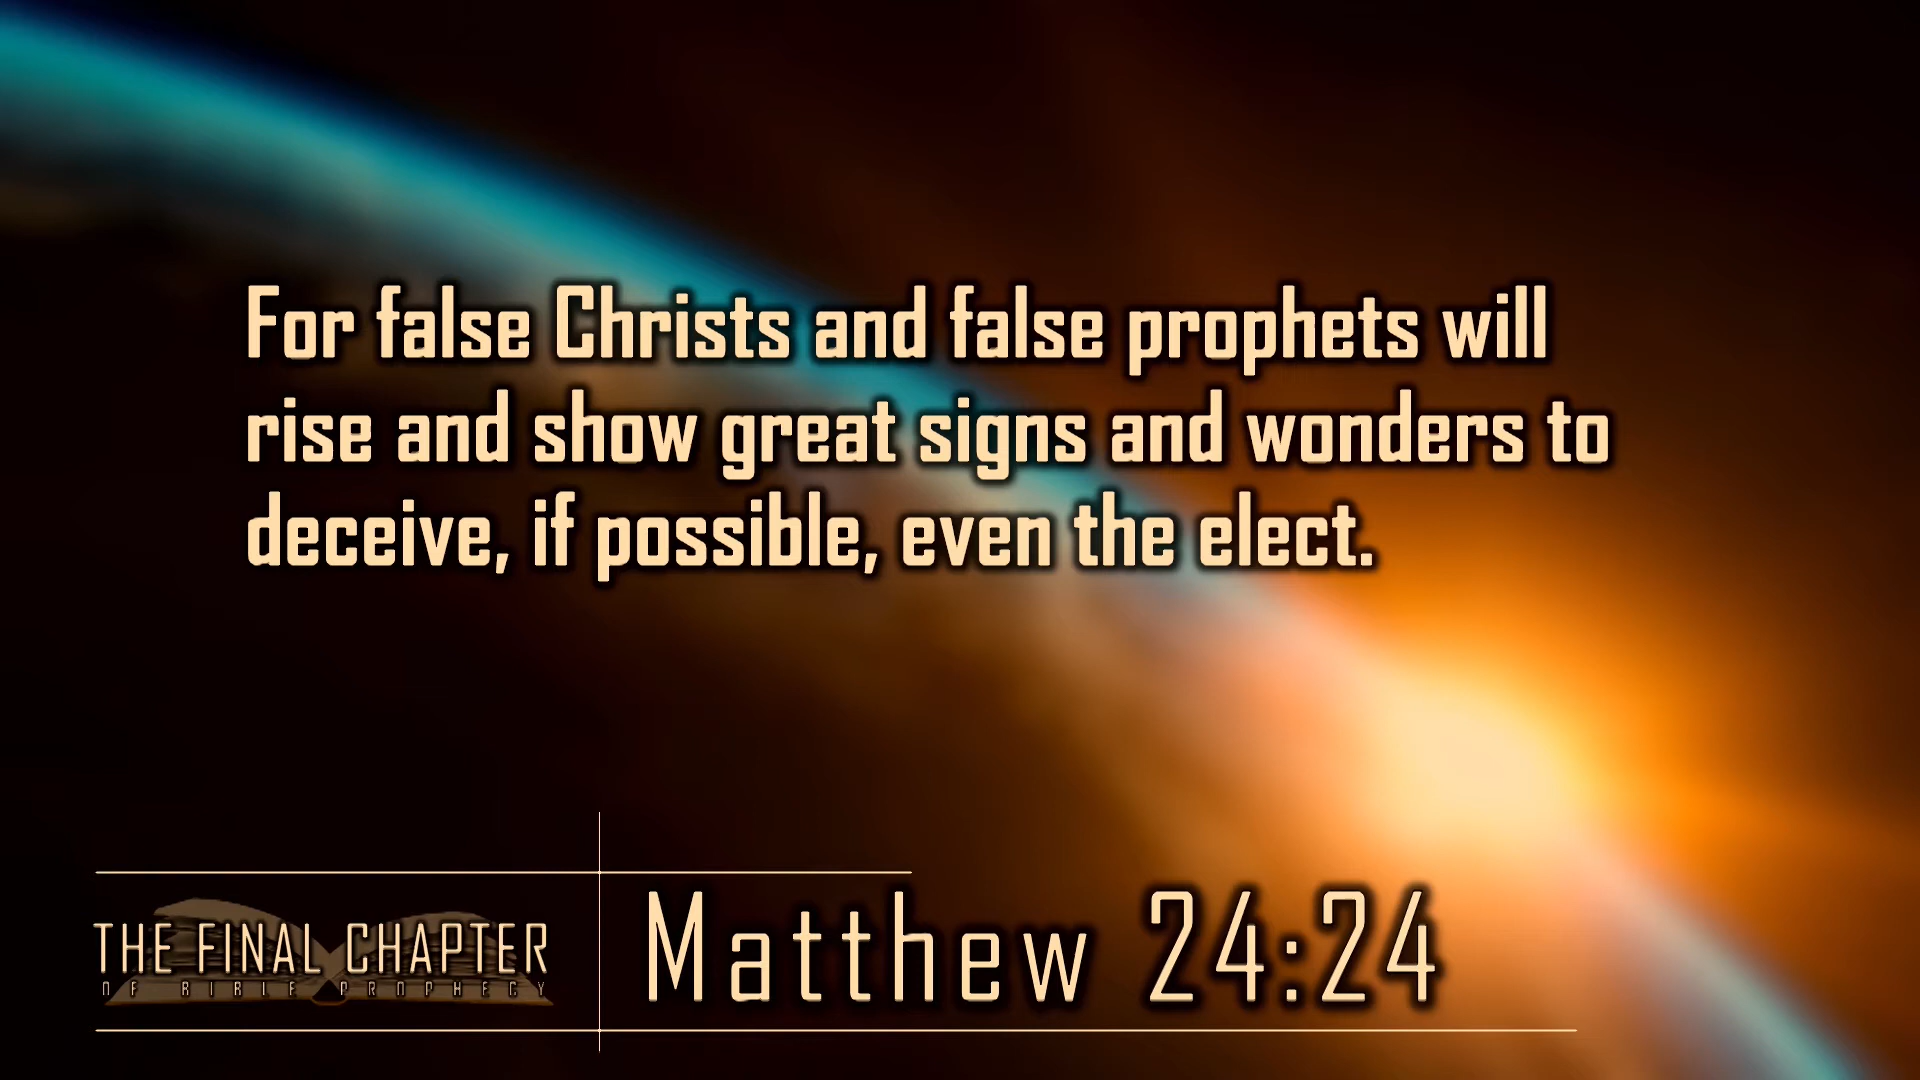 For false Christs and false prophets will
rise and show great signs and wonders to
deceive, if possible, even the elect.
THE FINAL CHAPTER
OF BIBLE PROPHECY
Matthew 24:24